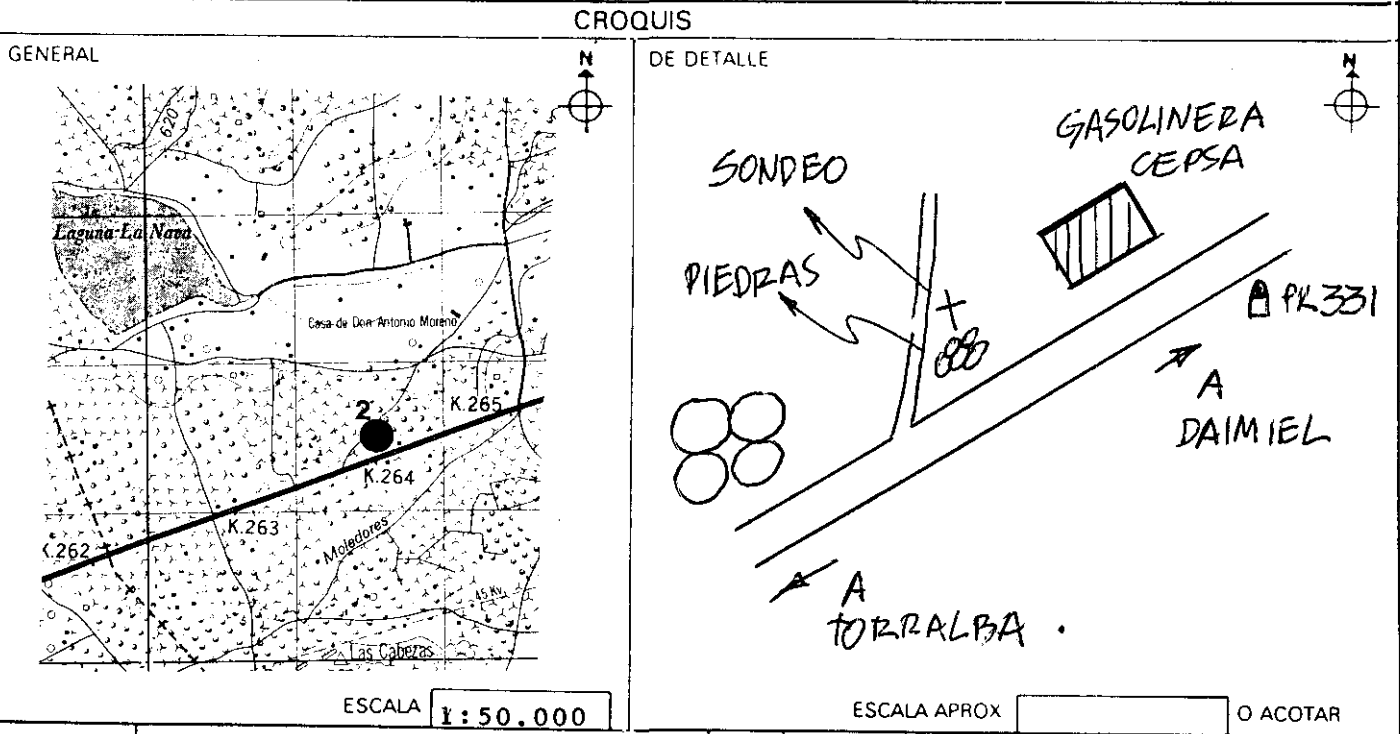 CROQUIS
GENERAL
N
620
Laguna La Nava
Casa de Don Antonio Moreno
2
K.265
K.264
K.263
K.262
Moledores
45 Kv.
Las Cabezas
ESCALA 1:50.000
DE DETALLE
N
GASOLINERA
CEPSA
SONDEO
PIEDRAS
PK331
A
DAIMIEL
A
TORRALBA .
ESCALA APROX
O ACOTAR